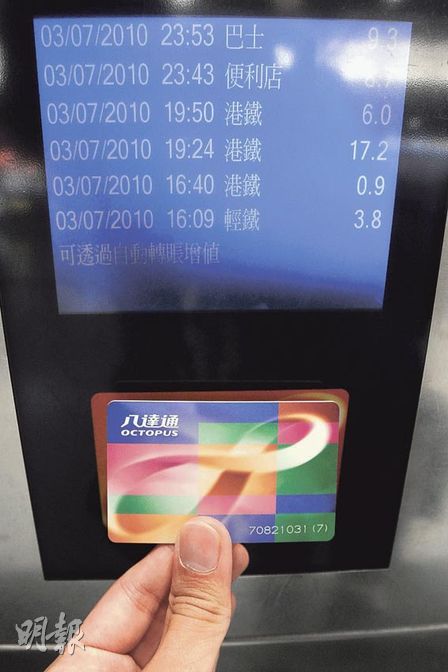 03/07/2010 23:53 巴士 9.3
03/07/2010 23:43 便利店
03/07/2010 19:50 港鐵 6.0
03/07/2010 19:24 港鐵 17.2
03/07/2010 16:40 港鐵 0.9
03/07/2010 16:09 輕鐵 3.8
可透過自動轉賬增值
八達通
OCTOPUS
70821031 (7)
明報